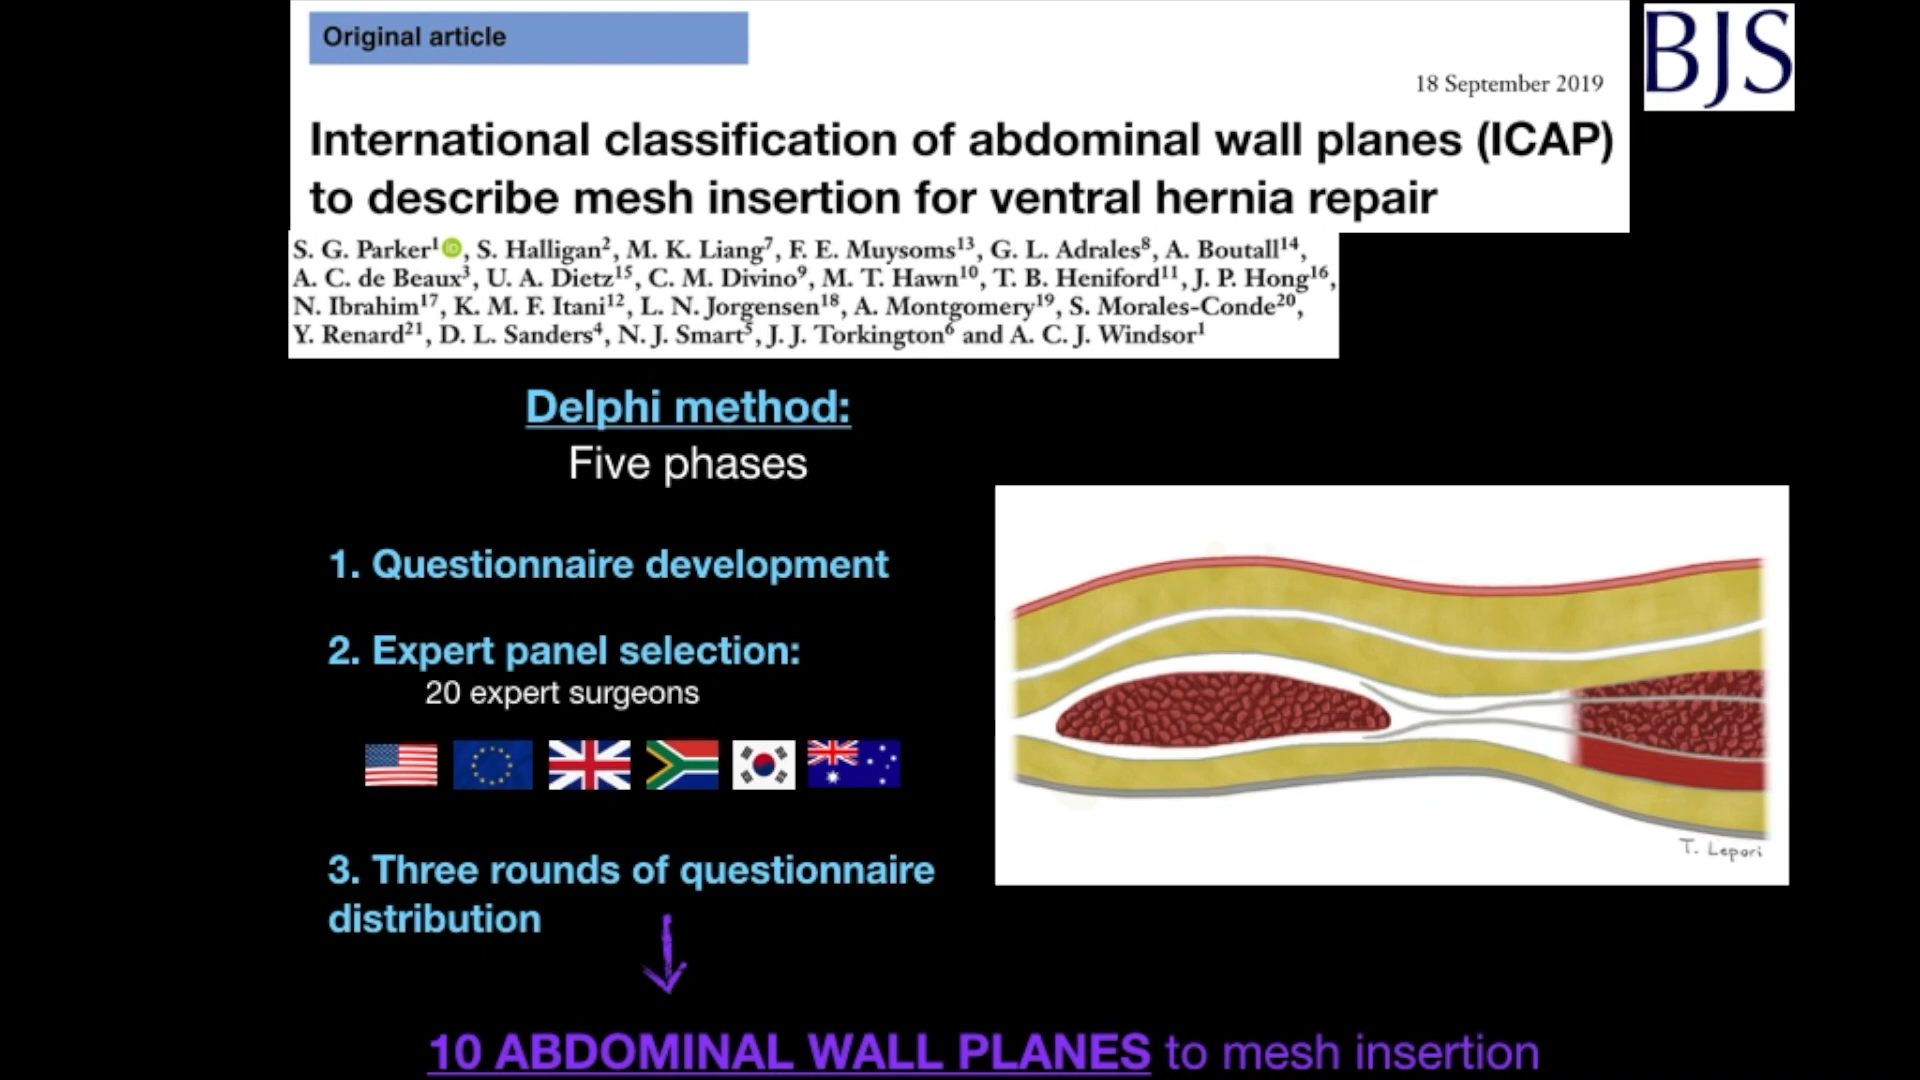 Original article
18 September 2019
BJS
International classification of abdominal wall planes (ICAP)
to describe mesh insertion for ventral hernia repair
S. G. Parker¹ iD, S. Halligan², M. K. Liang⁷, F. E. Muysoms¹³, G. L. Adrales⁸, A. Boutall¹⁴,
A. C. de Beaux³, U. A. Dietz¹⁵, C. M. Divino⁹, M. T. Hawn¹⁰, T. B. Heniford¹¹, J. P. Hong¹⁶,
N. Ibrahim¹⁷, K. M. F. Itani¹², L. N. Jorgensen¹⁸, A. Montgomery¹⁹, S. Morales-Conde²⁰,
Y. Renard²¹, D. L. Sanders⁴, N. J. Smart⁵, J. J. Torkington⁶ and A. C. J. Windsor¹
Delphi method:
Five phases
1. Questionnaire development
2. Expert panel selection:
20 expert surgeons
3. Three rounds of questionnaire
distribution
T. Lepori
10 ABDOMINAL WALL PLANES to mesh insertion